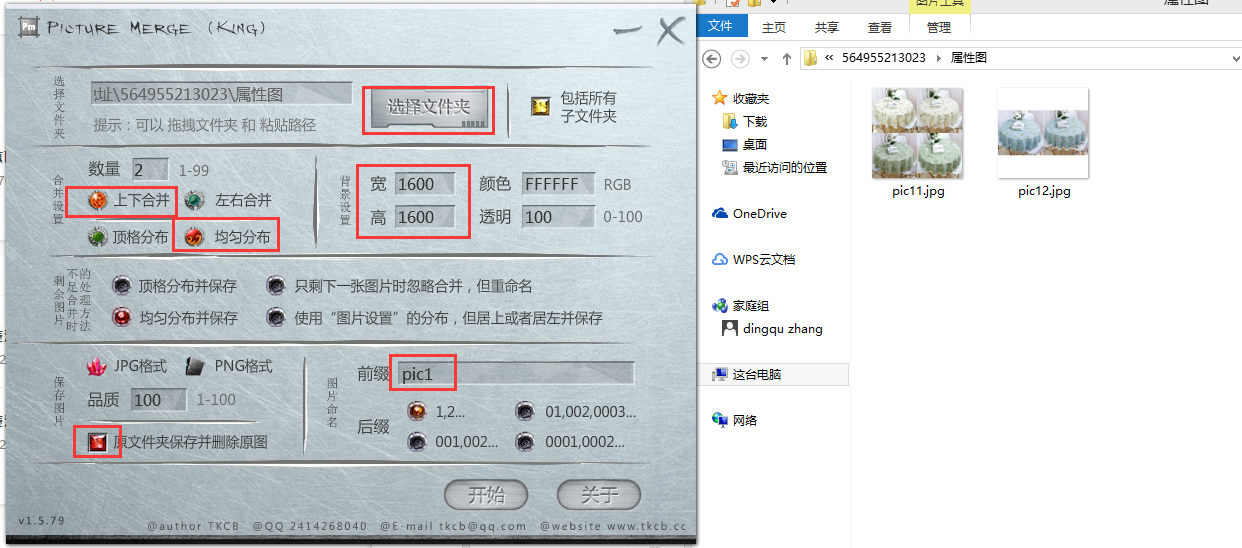 Pm PICTURE MERGE (KING)
选择文件夹
址\564955213023\属性图
选择文件夹
包括所有
子文件夹
提示：可以 拖拽文件夹 和 粘贴路径
合并设置
数量 2 1-99
上下合并 左右合并
顶格分布 均匀分布
背景设置
宽 1600 颜色 FFFFFF RGB
高 1600 透明 100 0-100
剩余图片
不足合并时
的处理方法
顶格分布并保存 只剩下一张图片时忽略合并，但重命名
均匀分布并保存 使用“图片设置”的分布，但居上或者居左并保存
保存图片
JPG格式 PNG格式
品质 100 1-100
原文件夹保存并删除原图
图片命名
前缀 pic1
后缀
1,2... 01,002,0003...
001,002... 0001,0002...
开始 关于
v1.5.79
@author TKCB @QQ 2414268040 @E-mail tkcb@qq.com @website www.tkcb.cc
图片工具
属性图
文件 主页 共享 查看 管理
« 564955213023 › 属性图
收藏夹
下载
桌面
最近访问的位置
OneDrive
WPS云文档
家庭组
dingqu zhang
这台电脑
网络
pic11.jpg pic12.jpg